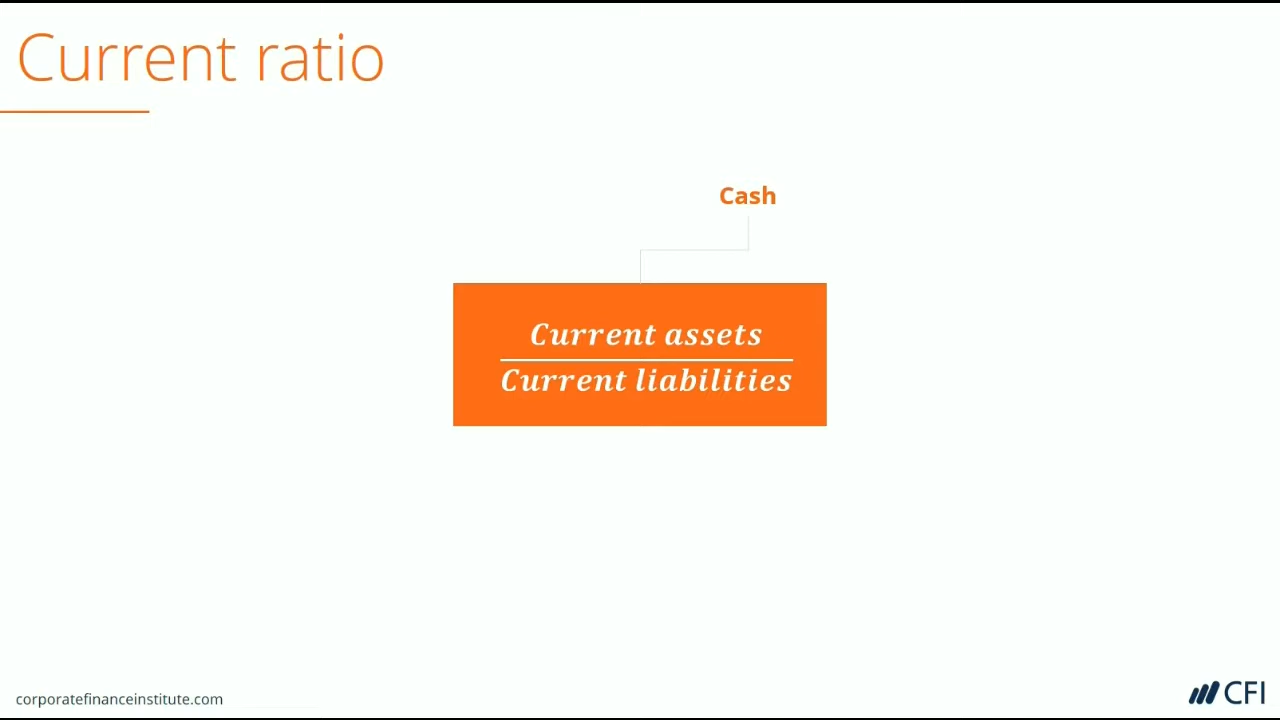 Current ratio
Cash
Current assets
Current liabilities
corporatefinanceinstitute.com
CFI